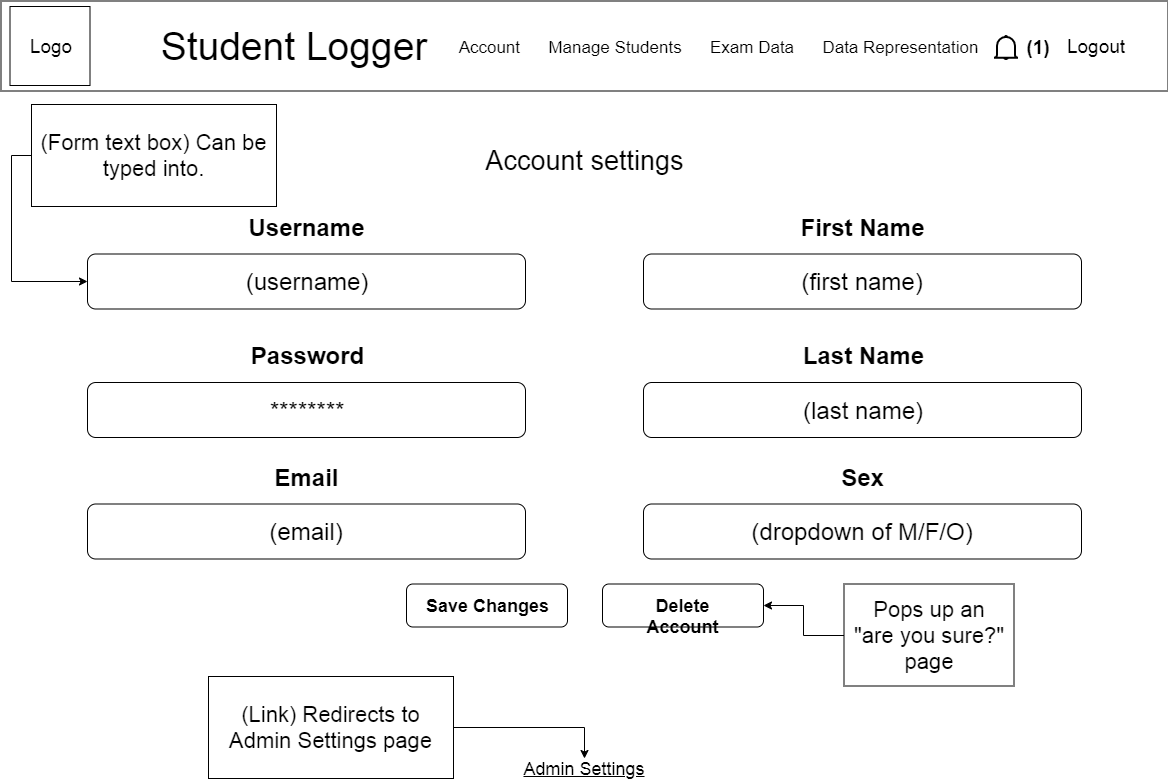 Logo
Student Logger
Account
Manage Students
Exam Data
Data Representation
(1)
Logout
(Form text box) Can be
typed into.
Account settings
Username
First Name
(username)
(first name)
Password
Last Name
********
(last name)
Email
Sex
(email)
(dropdown of M/F/O)
Save Changes
Delete
Account
Pops up an
"are you sure?"
page
(Link) Redirects to
Admin Settings page
Admin Settings